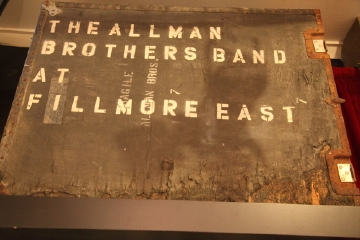 THE ALLMAN
BROTHERS BAND
AT
FILLMORE EAST